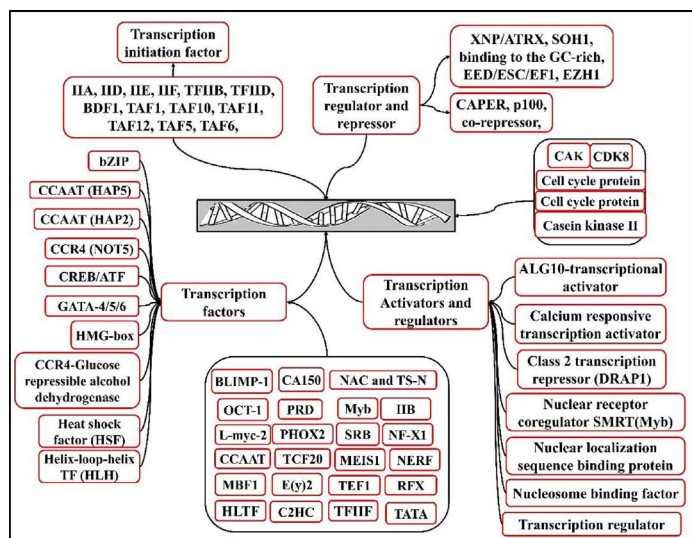 Transcription
initiation factor
IIA, IID, IIE, IIF, TFIIB, TFIID,
BDF1, TAF1, TAF10, TAF11,
TAF12, TAF5, TAF6,
Transcription
regulator and
repressor
XNP/ATRX, SOH1,
binding to the GC-rich,
EED/ESC/EF1, EZH1
CAPER, p100,
co-repressor,
CAK
CDK8
Cell cycle protein
Cell cycle protein
Casein kinase II
bZIP
CCAAT (HAP5)
CCAAT (HAP2)
CCR4 (NOT5)
CREB/ATF
GATA-4/5/6
HMG-box
CCR4-Glucose
repressible alcohol
dehydrogenase
Heat shock
factor (HSF)
Helix-loop-helix
TF (HLH)
Transcription
factors
Transcription
Activators and
regulators
BLIMP-1 CA150 NAC and TS-N
OCT-1 PRD Myb IIB
L-myc-2 PHOX2 SRB NF-X1
CCAAT TCF20 MEIS1 NERF
MBF1 E(y)2 TEF1 RFX
HLTF C2HC TFIIF TATA
ALG10-transcriptional
activator
Calcium responsive
transcription activator
Class 2 transcription
repressor (DRAP1)
Nuclear receptor
coregulator SMRT(Myb)
Nuclear localization
sequence binding protein
Nucleosome binding factor
Transcription regulator